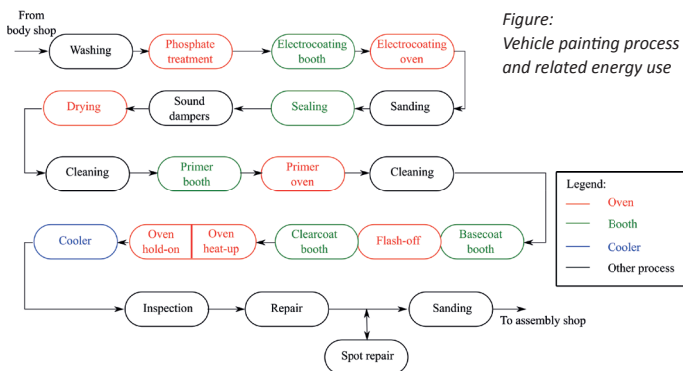 From
body shop
Washing
Phosphate
treatment
Electrocoating
booth
Electrocoating
oven
Figure:
Vehicle painting process
and related energy use
Drying
Sound
dampers
Sealing
Sanding
Cleaning
Primer
booth
Primer
oven
Cleaning
Legend:
Oven
Booth
Cooler
Other process
Cooler
Oven
hold-on
Oven
heat-up
Clearcoat
booth
Flash-off
Basecoat
booth
Inspection
Repair
Sanding
To assembly shop
Spot repair